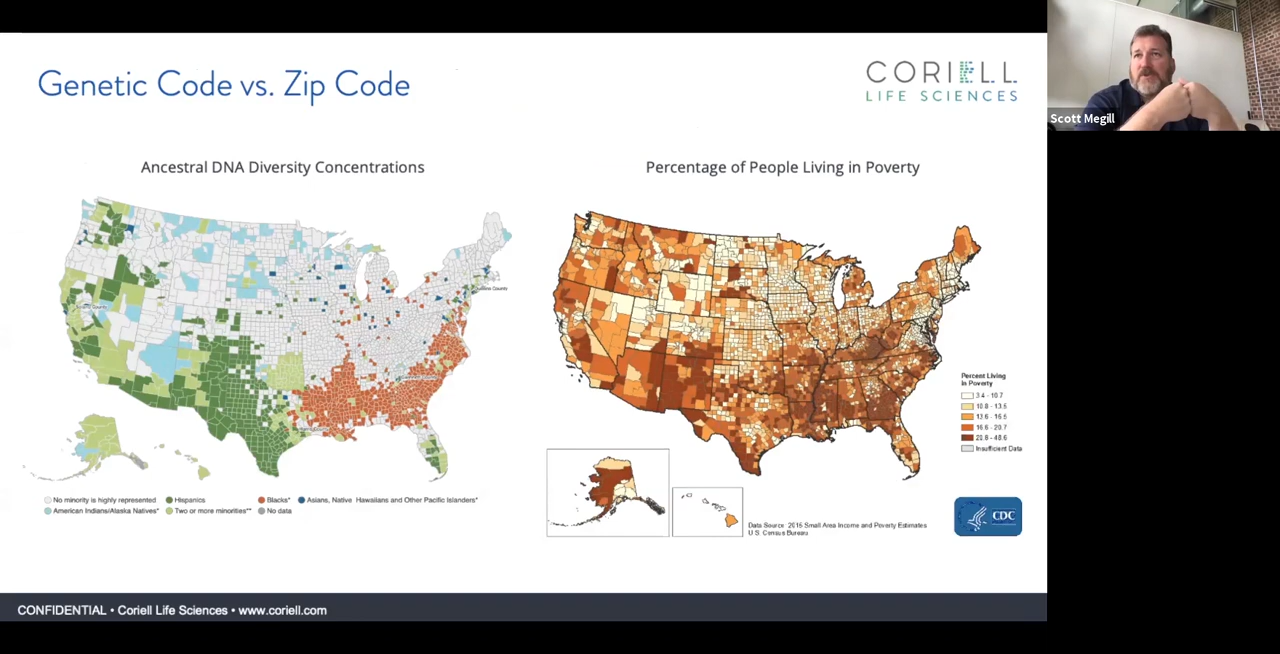 Genetic Code vs. Zip Code
CORIELL
LIFE SCIENCES
Scott Megill
Ancestral DNA Diversity Concentrations
Percentage of People Living in Poverty
Percent Living
in Poverty
3.4 - 10.7
10.8 - 13.5
13.6 - 16.5
16.6 - 20.7
20.8 - 48.6
Insufficient Data
No minority is highly represented
Hispanics
Blacks*
Asians, Native Hawaiians and Other Pacific Islanders*
American Indians/Alaska Natives*
Two or more minorities**
No data
Data Source: 2016 Small Area Income and Poverty Estimates
U.S. Census Bureau
CDC
CONFIDENTIAL • Coriell Life Sciences • www.coriell.com